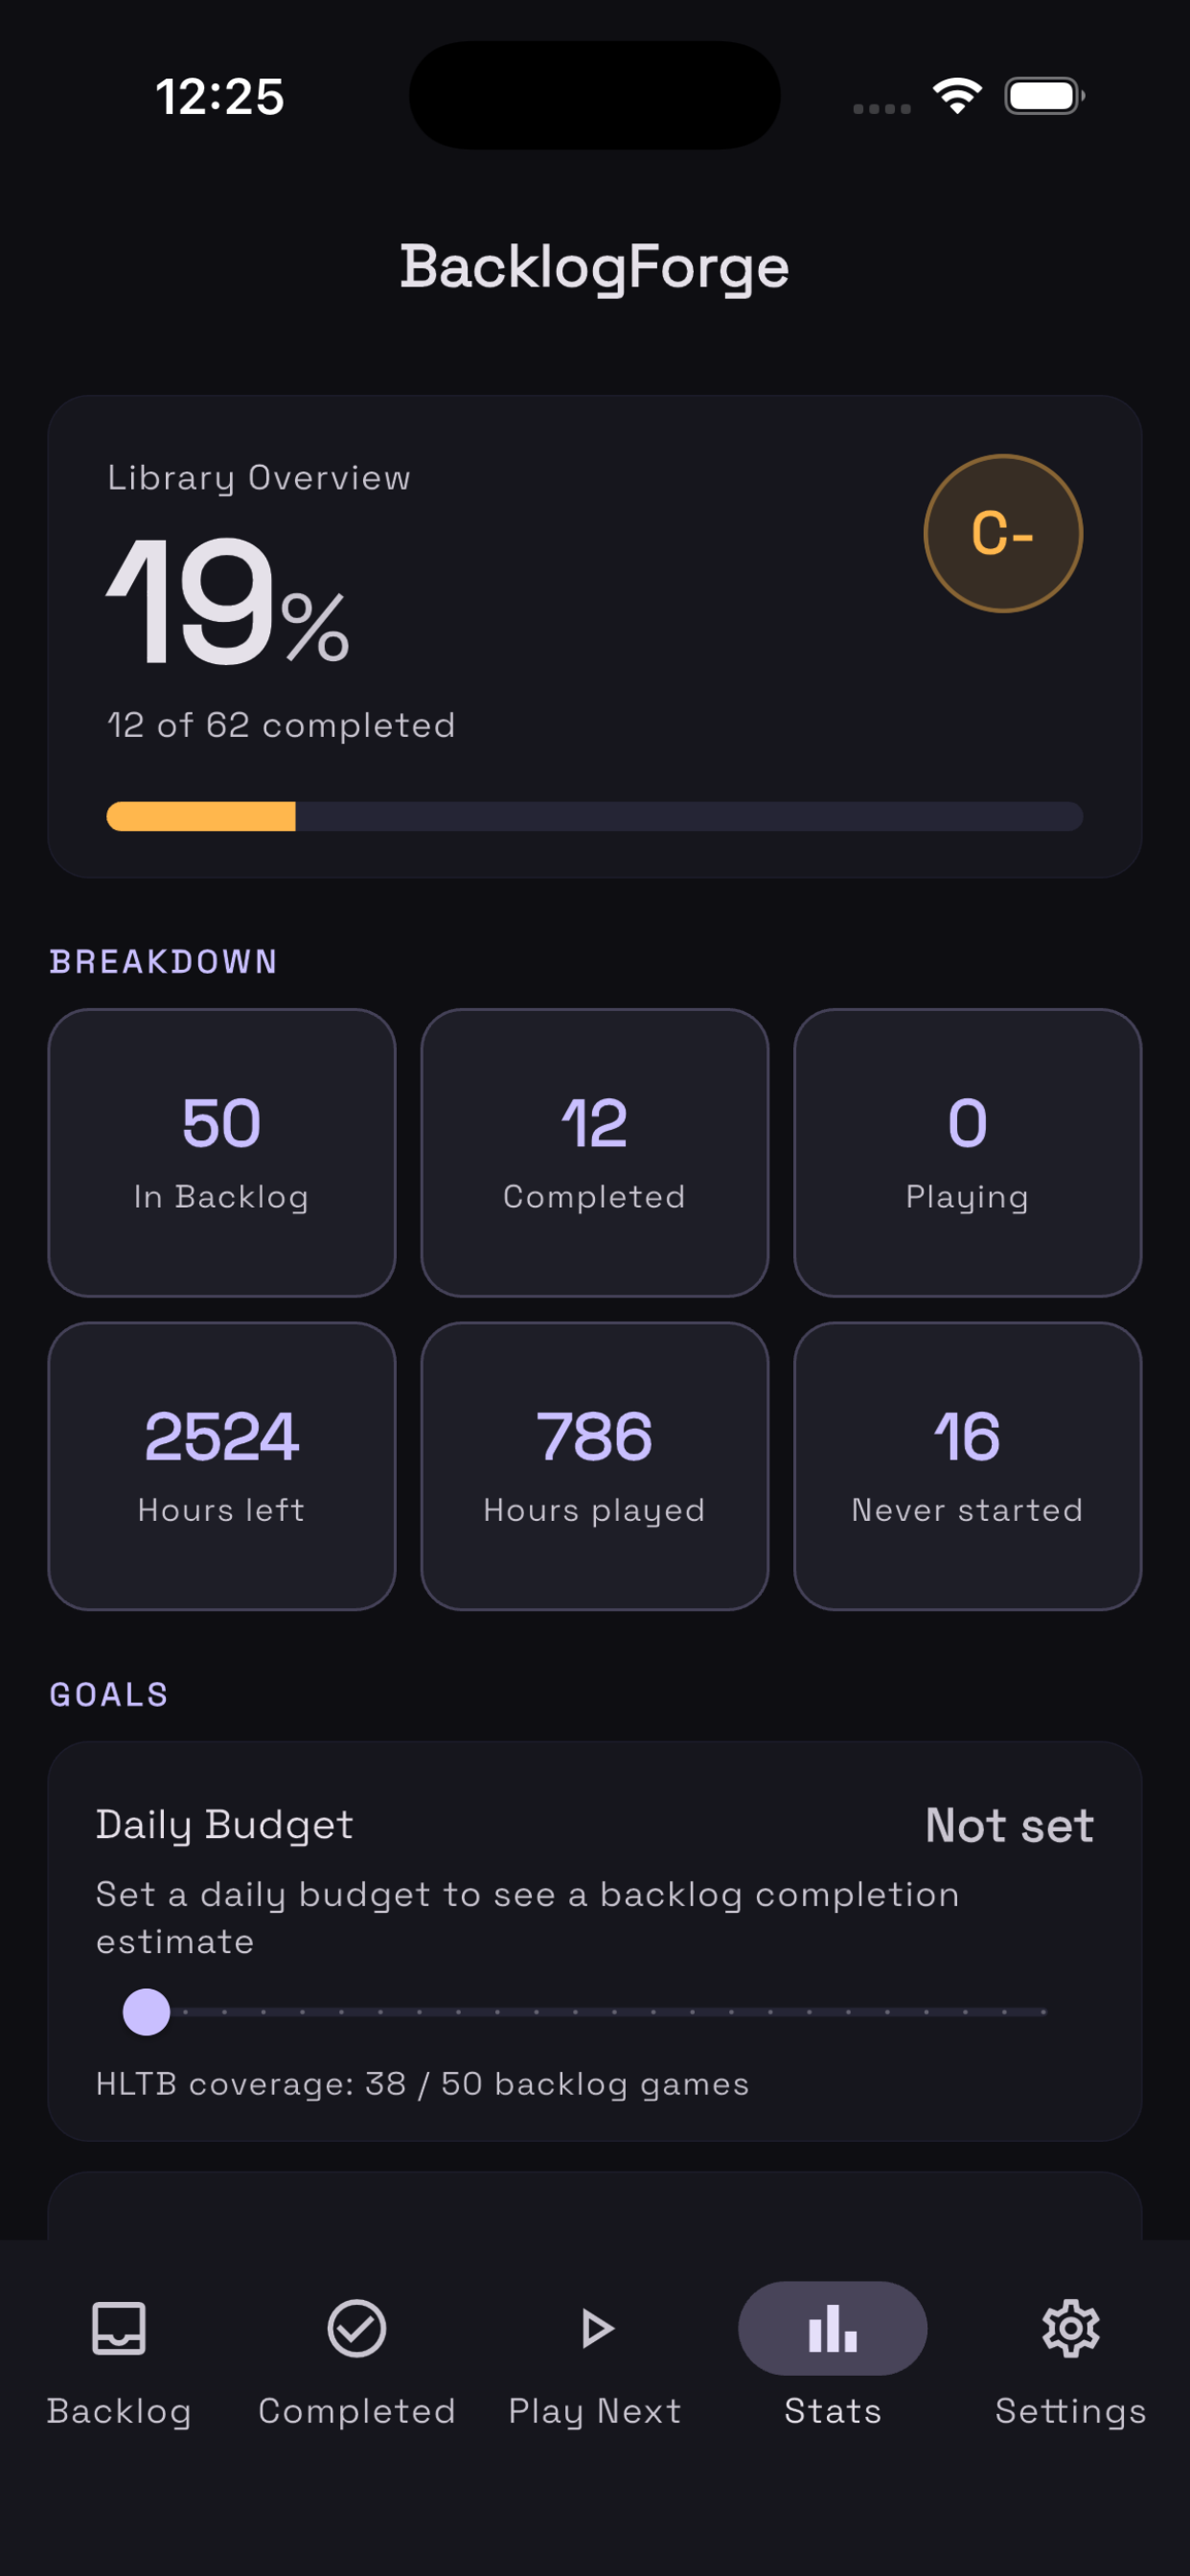 12:25
BacklogForge
Library Overview
C-
19%
12 of 62 completed
BREAKDOWN
50
In Backlog
12
Completed
0
Playing
2524
Hours left
786
Hours played
16
Never started
GOALS
Daily Budget
Not set
Set a daily budget to see a backlog completion
estimate
HLTB coverage: 38 / 50 backlog games
Backlog
Completed
Play Next
Stats
Settings